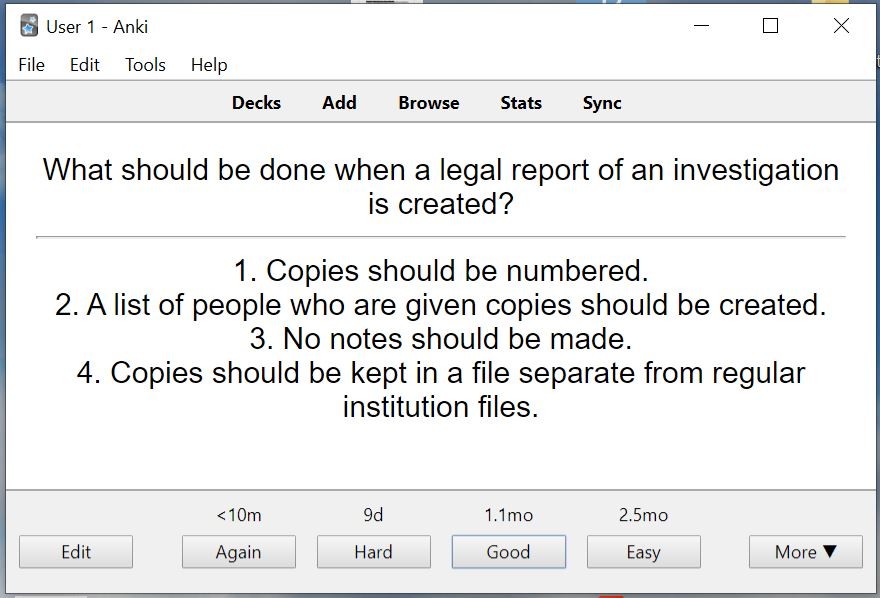 User 1 - Anki
File Edit Tools Help
Decks Add Browse Stats Sync
What should be done when a legal report of an investigation
is created?
1. Copies should be numbered.
2. A list of people who are given copies should be created.
3. No notes should be made.
4. Copies should be kept in a file separate from regular
institution files.
<10m 9d 1.1mo 2.5mo
Edit Again Hard Good Easy More ▼